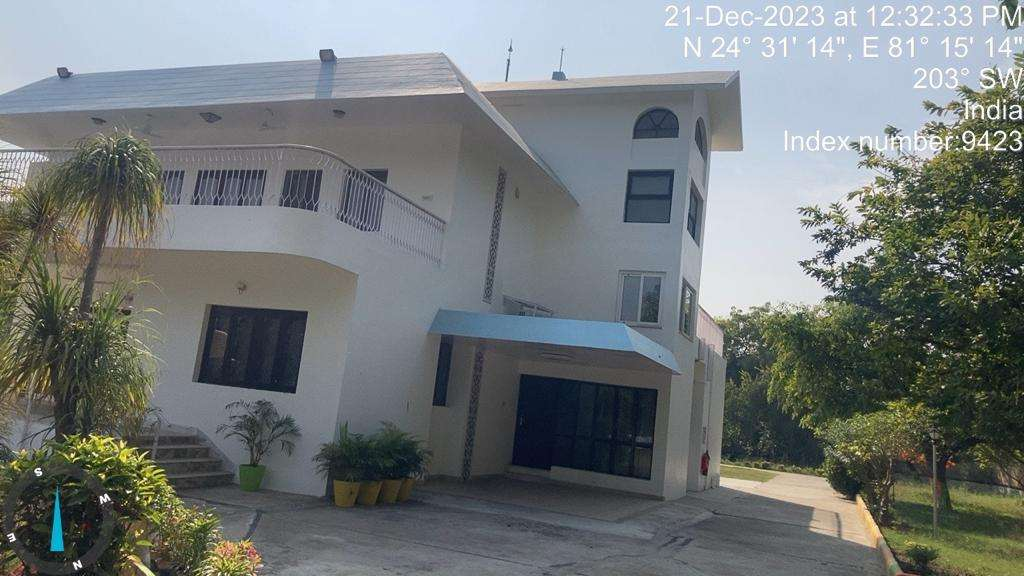 21-Dec-2023 at 12:32:33 PM
N 24° 31' 14", E 81° 15' 14"
203° SW
India
Index number:9423
S
W
E
N